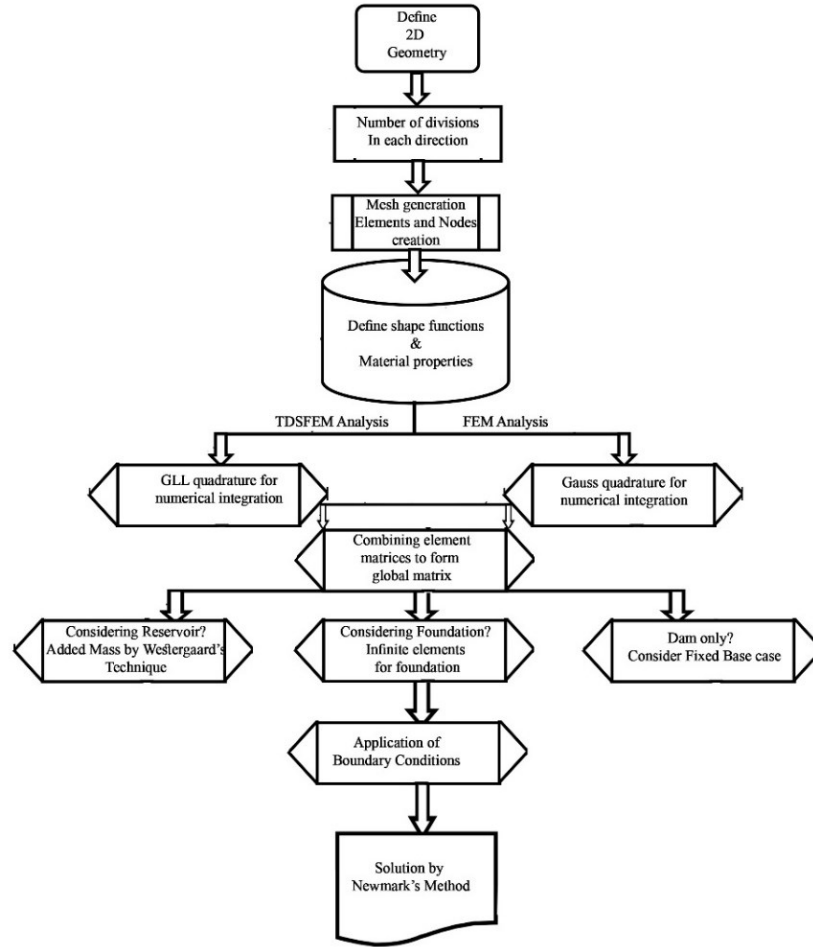 Define
2D
Geometry
Number of divisions
In each direction
Mesh generation
Elements and Nodes
creation
Define shape functions
&
Material properties
TDSFEM Analysis
FEM Analysis
GLL quadrature for
numerical integration
Gauss quadrature for
numerical integration
Combining element
matrices to form
global matrix
Considering Reservoir?
Added Mass by Westergaard's
Technique
Considering Foundation?
Infinite elements
for foundation
Dam only?
Consider Fixed Base case
Application of
Boundary Conditions
Solution by
Newmark's Method